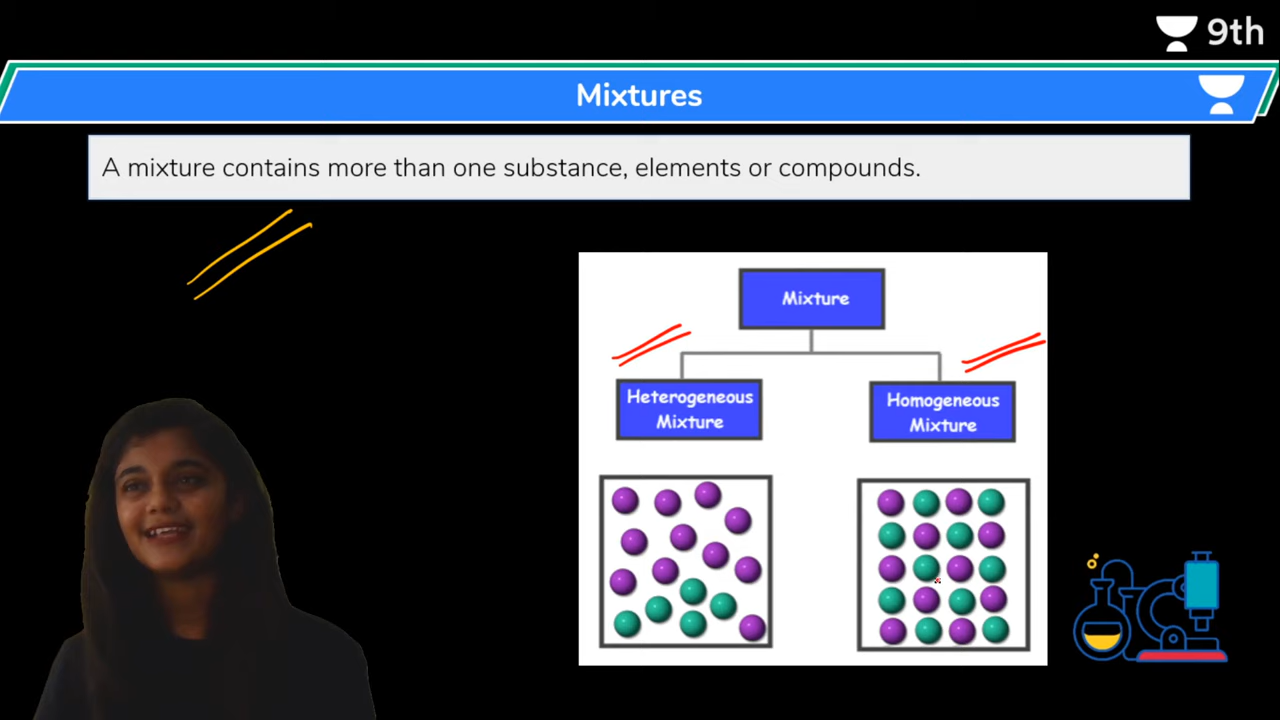 9th
Mixtures
A mixture contains more than one substance, elements or compounds.
Mixture
Heterogeneous
Mixture
Homogeneous
Mixture